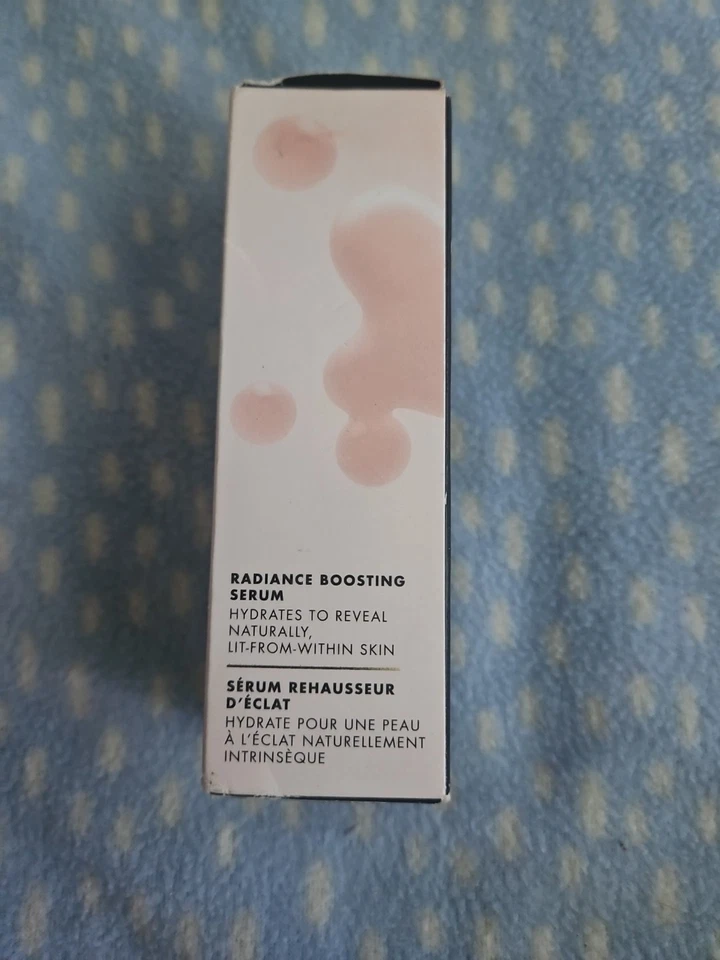 RADIANCE BOOSTING
SERUM
HYDRATES TO REVEAL
NATURALLY,
LIT-FROM-WITHIN SKIN
SÉRUM REHAUSSEUR
D'ÉCLAT
HYDRATE POUR UNE PEAU
À L'ÉCLAT NATURELLEMENT
INTRINSÈQUE